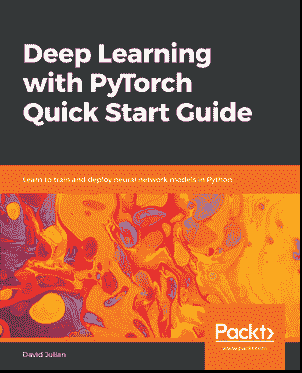 Deep Learning
with PyTorch
Quick Start Guide
Learn to train and deploy neural network models in Python
David Julian
Packt>